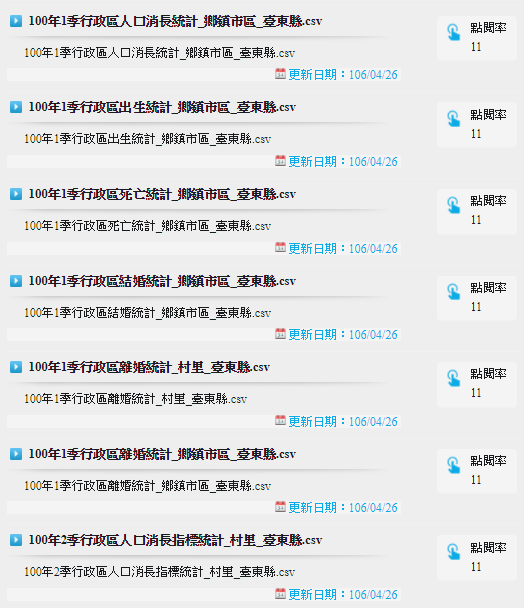 100年1季行政區人口消長統計_鄉鎮市區_臺東縣.csv
點閱率
100年1季行政區人口消長統計_鄉鎮市區_臺東縣.csv
11
更新日期：106/04/26
100年1季行政區出生統計_鄉鎮市區_臺東縣.csv
點閱率
100年1季行政區出生統計_鄉鎮市區_臺東縣.csv
11
更新日期：106/04/26
100年1季行政區死亡統計_鄉鎮市區_臺東縣.csv
點閱率
100年1季行政區死亡統計_鄉鎮市區_臺東縣.csv
11
更新日期：106/04/26
100年1季行政區結婚統計_鄉鎮市區_臺東縣.csv
點閱率
100年1季行政區結婚統計_鄉鎮市區_臺東縣.csv
11
更新日期：106/04/26
100年1季行政區離婚統計_村里_臺東縣.csv
點閱率
100年1季行政區離婚統計_村里_臺東縣.csv
11
更新日期：106/04/26
100年1季行政區離婚統計_鄉鎮市區_臺東縣.csv
點閱率
100年1季行政區離婚統計_鄉鎮市區_臺東縣.csv
11
更新日期：106/04/26
100年2季行政區人口消長指標統計_村里_臺東縣.csv
點閱率
100年2季行政區人口消長指標統計_村里_臺東縣.csv
11
更新日期：106/04/26